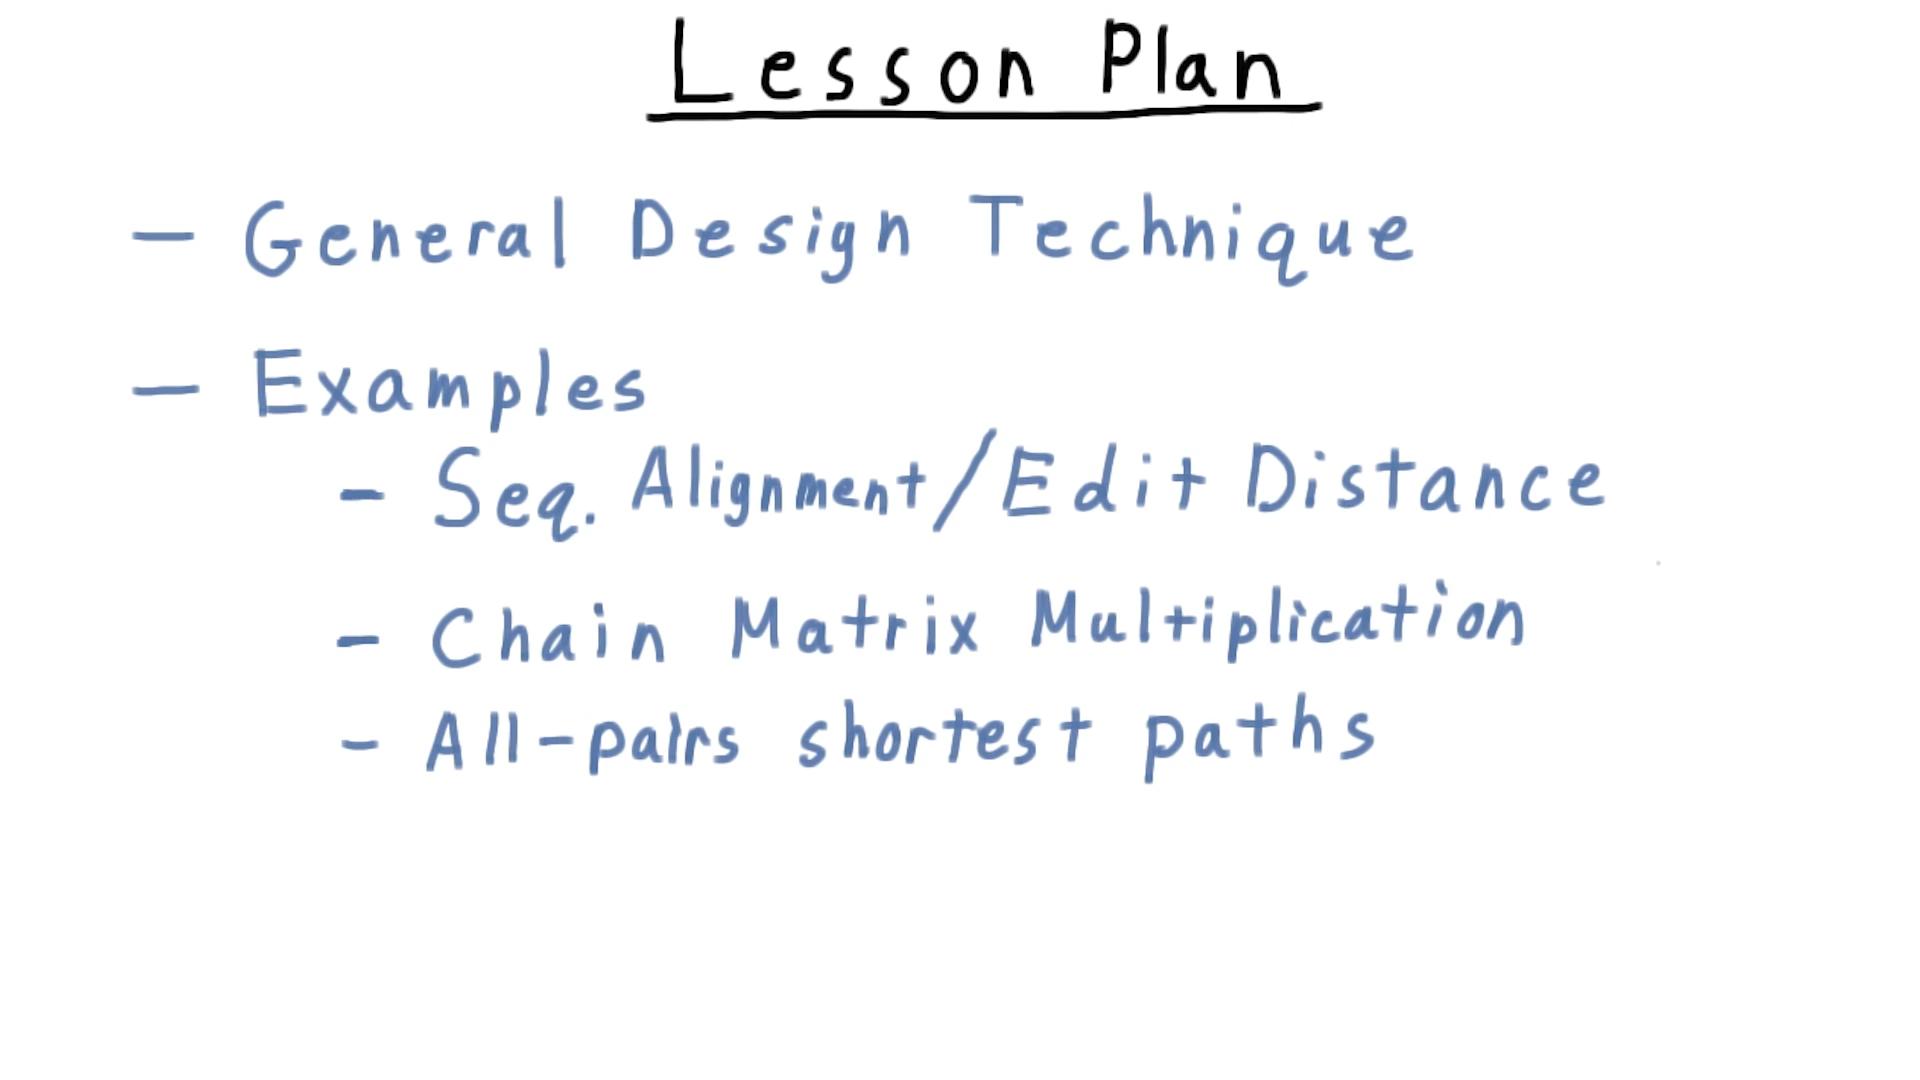 Lesson Plan
- General Design Technique
- Examples
- Seq. Alignment/Edit Distance
- Chain Matrix Multiplication
- All-pairs shortest paths